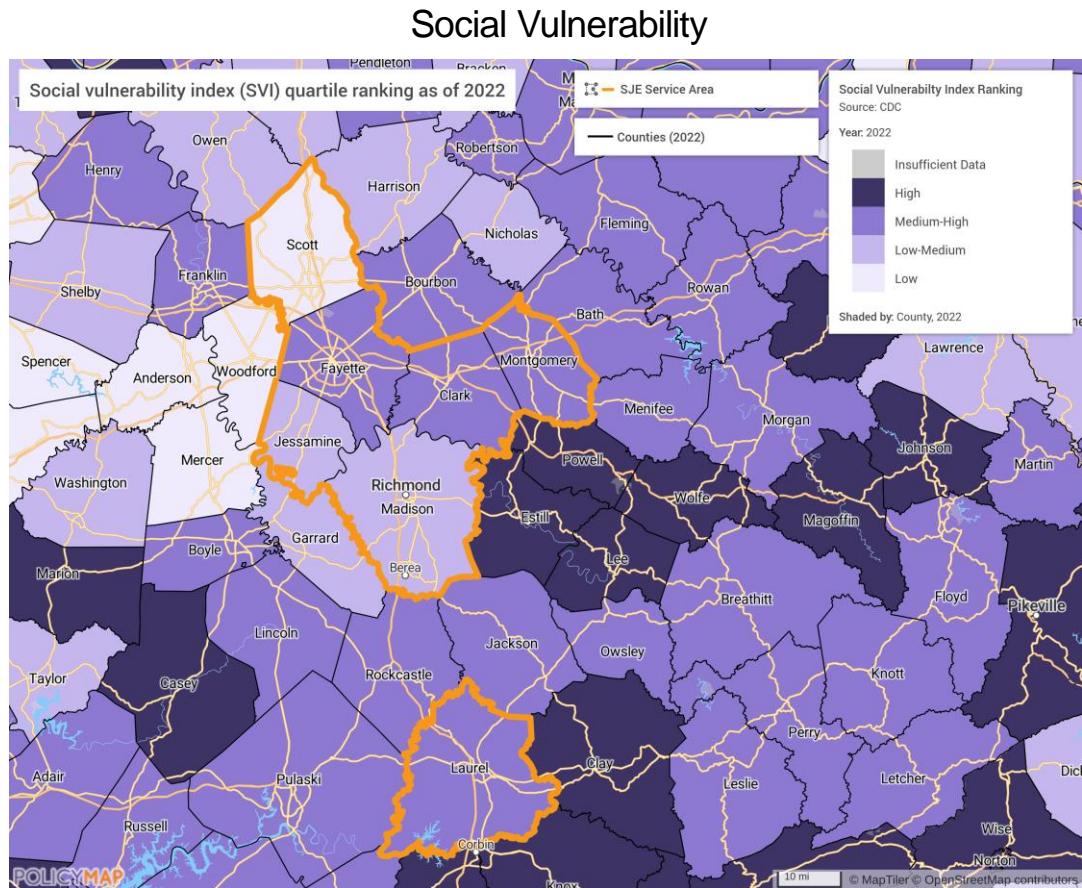 Social Vulnerability
Social vulnerability index (SVI) quartile ranking as of 2022
SJE Service Area
Counties (2022)
Social Vulnerabilty Index Ranking
Source: CDC
Year: 2022
Insufficient Data
High
Medium-High
Low-Medium
Low
Shaded by: County, 2022
Pendleton
Bracken
Owen
Robertson
Henry
Harrison
Fleming
Nicholas
Scott
Bourbon
Franklin
Rowan
Shelby
Bath
Lawrence
Spencer
Anderson
Woodford
Fayette
Montgomery
Clark
Menifee
Morgan
Jessamine
Johnson
Mercer
Powell
Martin
Washington
Richmond
Wolfe
Madison
Estill
Magoffin
Garrard
Boyle
Lee
Marion
Berea
Breathitt
Floyd
Pikeville
Lincoln
Jackson
Owsley
Rockcastle
Knott
Taylor
Casey
Perry
Laurel
Clay
Adair
Pulaski
Leslie
Letcher
Russell
Corbin
Wise
Norton
Knox
POLICYMAP
10 mi
© MapTiler © OpenStreetMap contributors